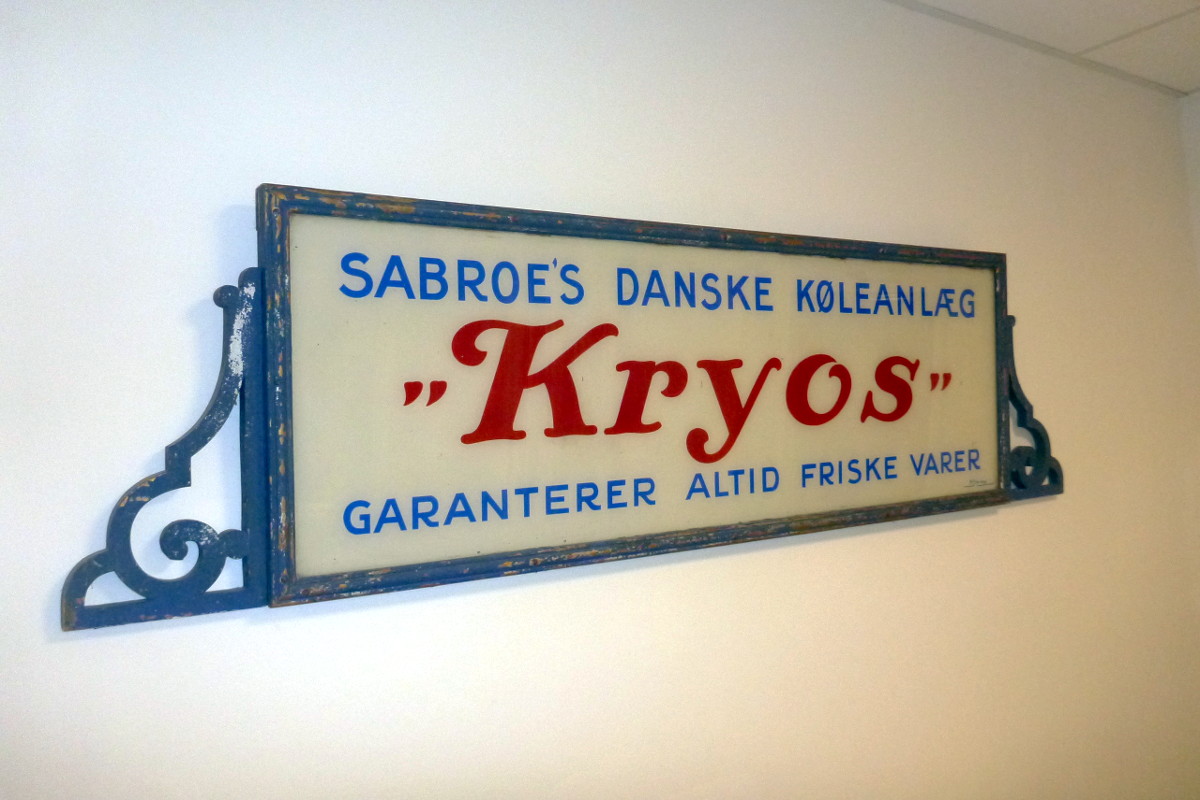 SABROE'S DANSKE KØLEANLÆG
„Kryos”
GARANTERER ALTID FRISKE VARER